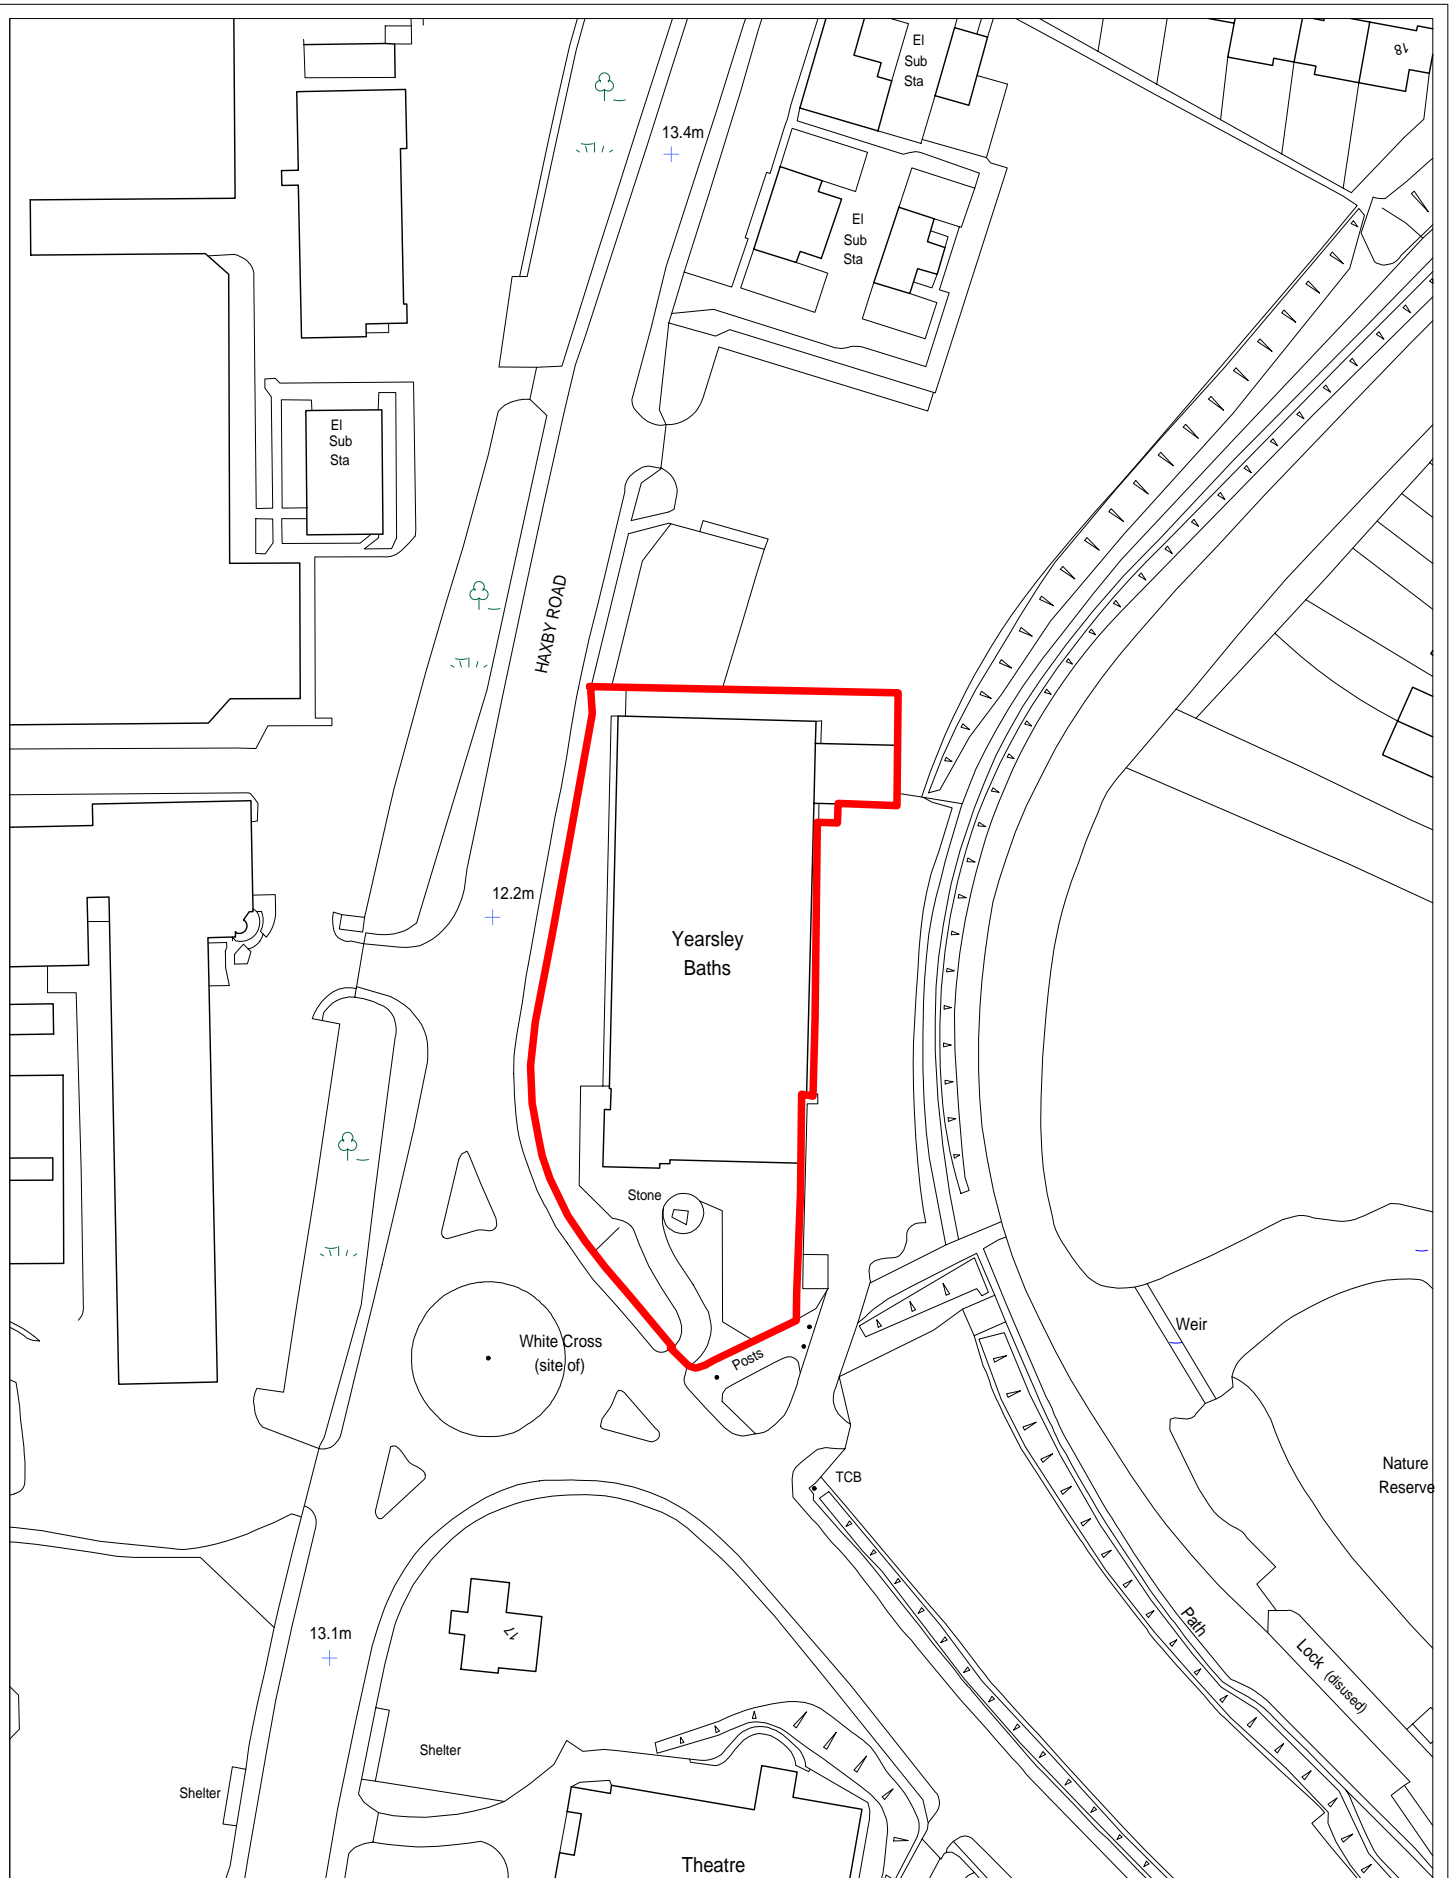 El
Sub
Sta
18
13.4m
El
Sub
Sta
El
Sub
Sta
HAXBY ROAD
12.2m
Yearsley
Baths
Stone
White Cross
(site of)
Posts
Weir
TCB
Nature
Reserve
17
13.1m
Path
Lock (disused)
Shelter
Shelter
Theatre